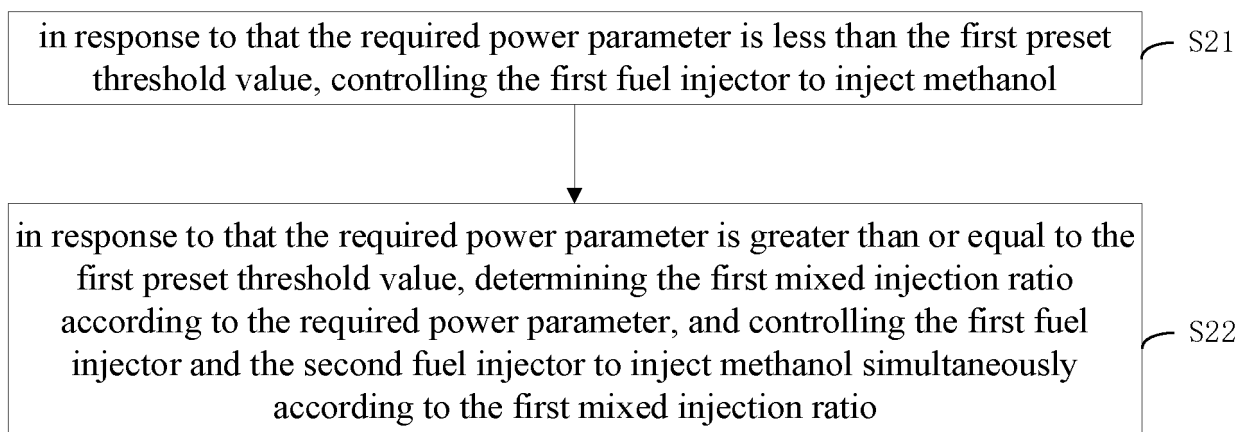 in response to that the required power parameter is less than the first preset
threshold value, controlling the first fuel injector to inject methanol
S21
in response to that the required power parameter is greater than or equal to the
first preset threshold value, determining the first mixed injection ratio
according to the required power parameter, and controlling the first fuel
injector and the second fuel injector to inject methanol simultaneously
according to the first mixed injection ratio
S22